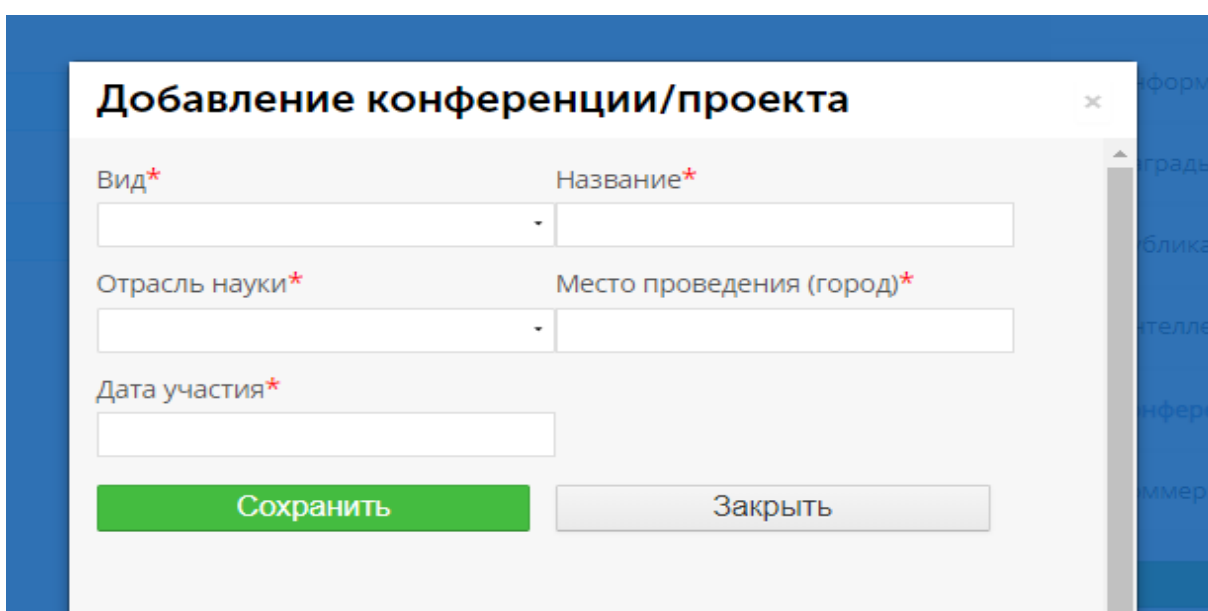 Добавление конференции/проекта
×
Вид* Название*
Отрасль науки* Место проведения (город)*
Дата участия*
Сохранить Закрыть